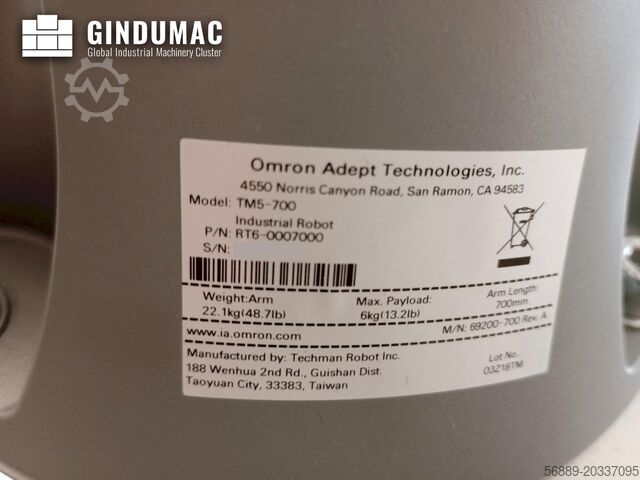 GINDUMAC
Global Industrial Machinery Cluster
Omron Adept Technologies, Inc.
4550 Norris Canyon Road, San Ramon, CA 94583
Model: TM5-700
Industrial Robot
P/N: RT6-0007000
S/N:
Weight:Arm
22.1kg(48.7lb)
Max. Payload:
6kg(13.2lb)
Arm Length:
700mm
www.ia.omron.com
M/N: 69200-700 Rev. A
Manufactured by: Techman Robot Inc.
188 Wenhua 2nd Rd., Guishan Dist.
Taoyuan City, 33383, Taiwan
Lot No.
03Z18TM
56889-20337095